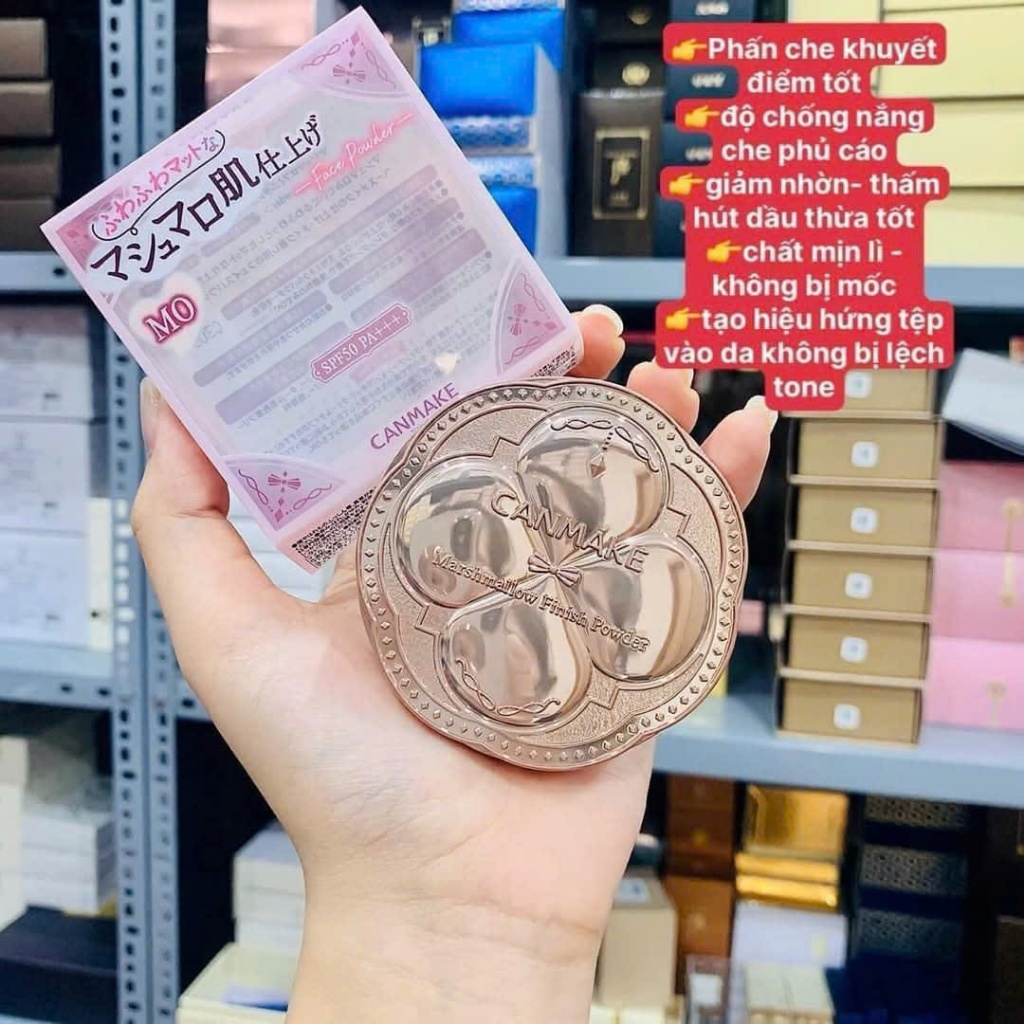 👉Phấn che khuyết
điểm tốt
👉độ chống nắng
che phủ cáo
👉giảm nhờn- thấm
hút dầu thừa tốt
👉chất mịn lì -
không bị mốc
👉tạo hiệu hứng tệp
vào da không bị lệch
tone
ふわふわマットな
マシュマロ肌仕上げ
Face Powder
MO
SPF50 PA++++
CANMAKE
CANMAKE
Marshmallow Finish Powder